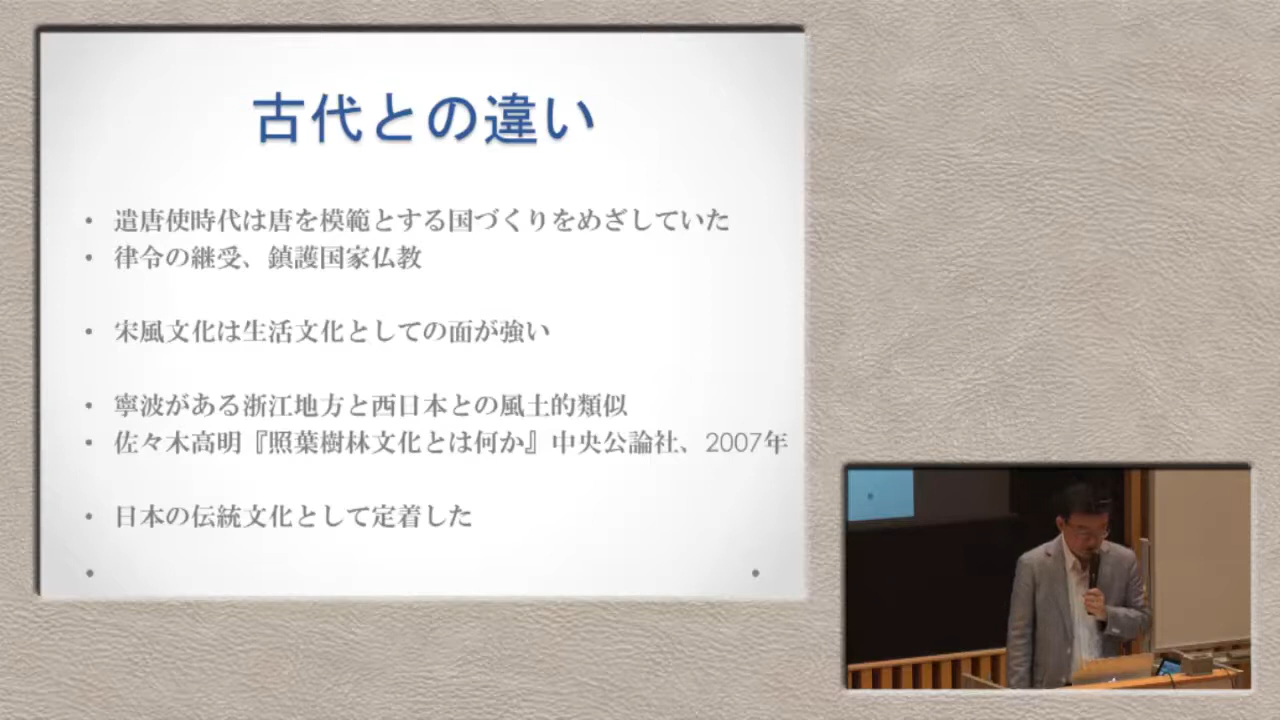 古代との違い
• 遣唐使時代は唐を模範とする国づくりをめざしていた
• 律令の継受、鎮護国家仏教
• 宋風文化は生活文化としての面が強い
• 寧波がある浙江地方と西日本との風土的類似
• 佐々木高明『照葉樹林文化とは何か』中央公論社、2007年
• 日本の伝統文化として定着した